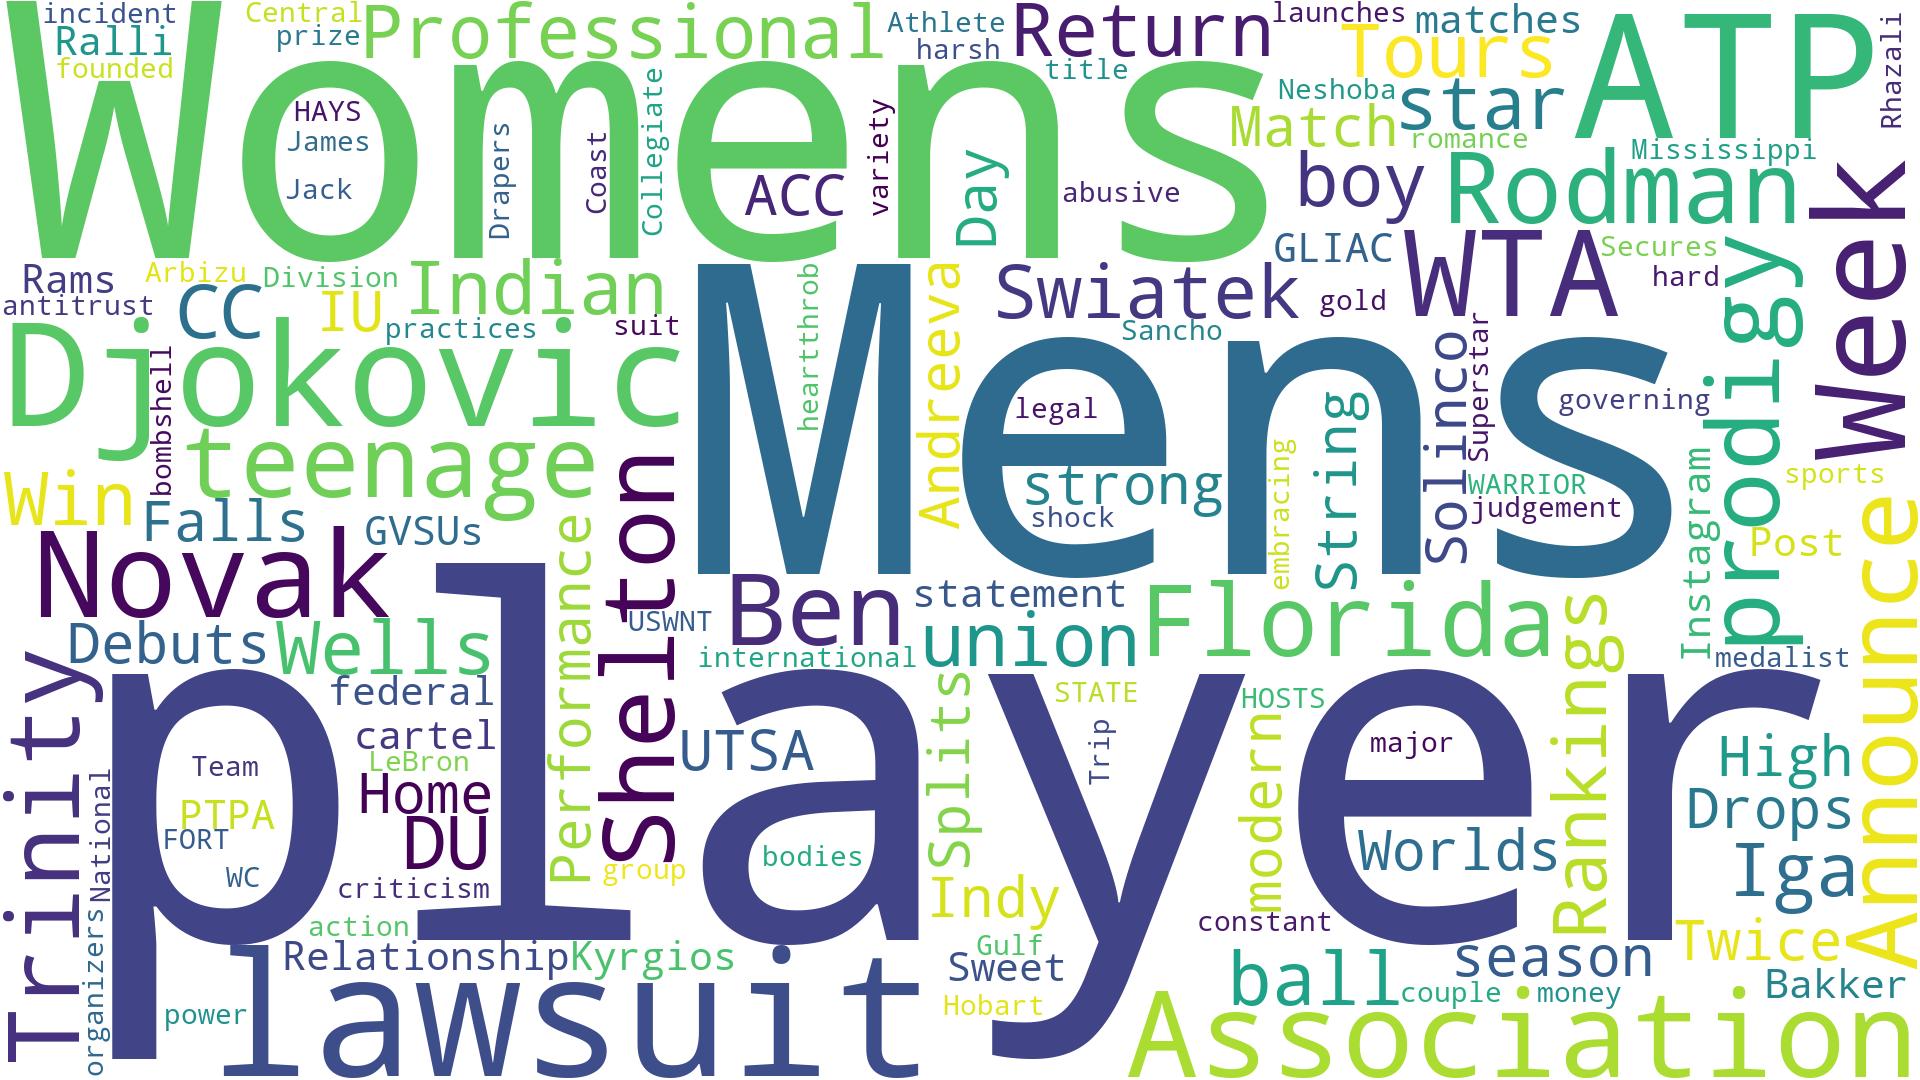 incident
Central
prize
Professional
Athlete
harsh
Return
launches
matches
Ralli
founded
Womens
title
Tours
ATP
Rhazali
HAYS
James
Jack
Drapers
Coast
Collegiate
ACC
variety
Day
abusive
Neshoba
star
Match
romance
Mississippi
boy
Rodman
Week
Rams
antitrust
Arbizu
Division
CC
IU
Indian
practices
suit
heartthrob
Andreeva
Swiatek
GLIAC
gold
WTA
Secures
hard
prodigy
Sancho
Djokovic
bombshell
Mens
legal
Superstar
Solinco
governing
teenage
Win
Falls
GVSUs
Shelton
strong
shock
embracing
String
WARRIOR
judgement
Instagram
sports
Post
Announce
Novak
Performance
Ben
statement
USWNT
union
international
Florida
Debuts
Wells
medalist
Rankings
Trinity
federal
cartel
LeBron
Home
DU
player
UTSA
Splits
STATE
Trip
HOSTS
modern
major
High
Drops
Team
PTPA
FORT
WC
National
organizers
criticism
group
bodies
Worlds
Iga
Indy
constant
action
Relationship
Kyrgios
Gulf
Sweet
Hobart
season
Twice
ball
couple
money
Bakker
power
lawsuit
Association